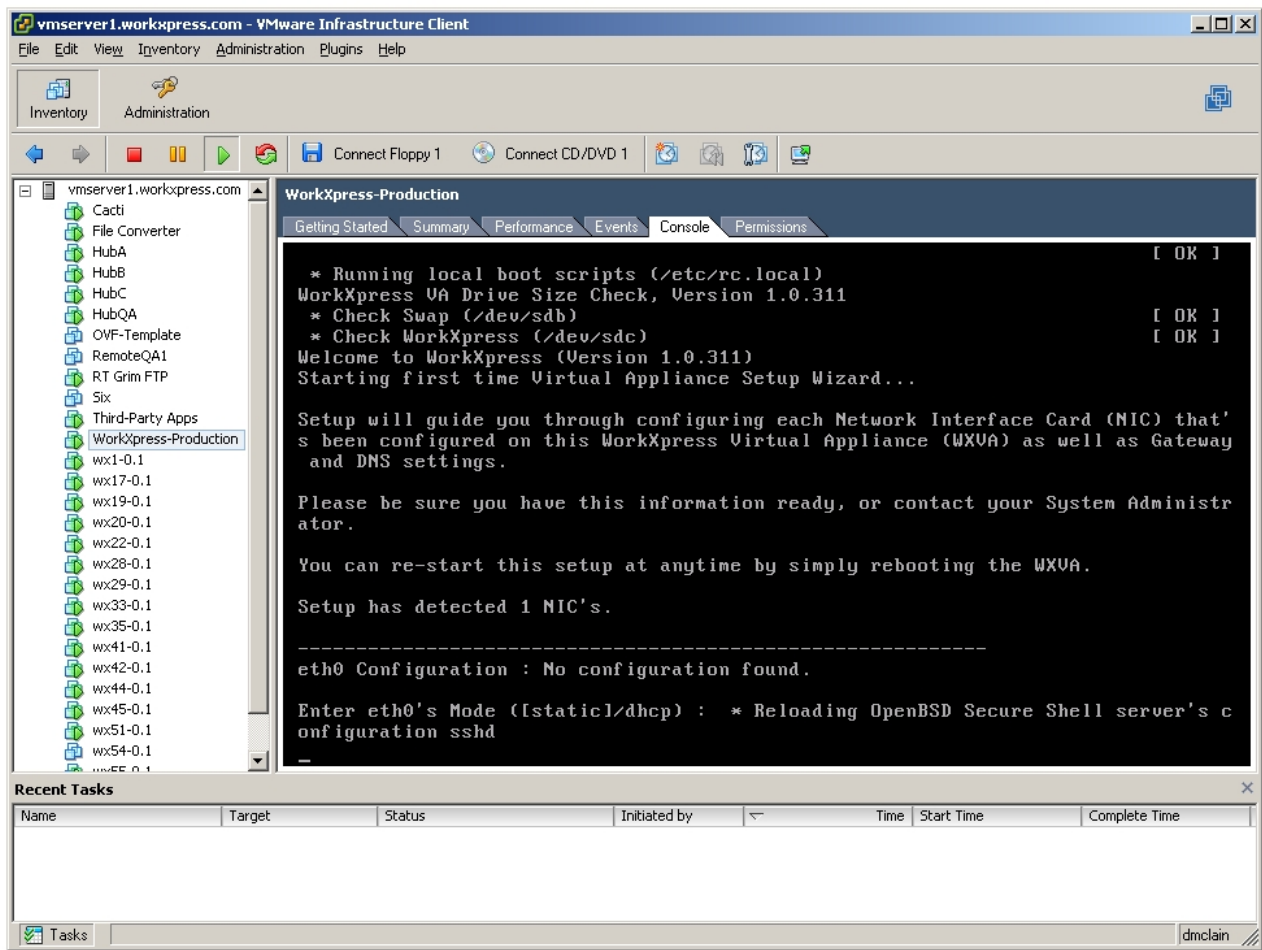 vmserver1.workxpress.com - VMware Infrastructure Client
File Edit View Inventory Administration Plugins Help
Inventory Administration
Connect Floppy 1 Connect CD/DVD 1
vmserver1.workxpress.com
Cacti
File Converter
HubA
HubB
HubC
HubQA
OVF-Template
RemoteQA1
RT Grim FTP
Six
Third-Party Apps
WorkXpress-Production
wx1-0.1
wx17-0.1
wx19-0.1
wx20-0.1
wx22-0.1
wx28-0.1
wx29-0.1
wx33-0.1
wx35-0.1
wx41-0.1
wx42-0.1
wx44-0.1
wx45-0.1
wx51-0.1
wx54-0.1
WorkXpress-Production
Getting Started Summary Performance Events Console Permissions
[ OK ]
* Running local boot scripts (/etc/rc.local)
WorkXpress VA Drive Size Check, Version 1.0.311
* Check Swap (/dev/sdb) [ OK ]
* Check WorkXpress (/dev/sdc) [ OK ]
Welcome to WorkXpress (Version 1.0.311)
Starting first time Virtual Appliance Setup Wizard...
Setup will guide you through configuring each Network Interface Card (NIC) that'
s been configured on this WorkXpress Virtual Appliance (WXVA) as well as Gateway
and DNS settings.
Please be sure you have this information ready, or contact your System Administr
ator.
You can re-start this setup at anytime by simply rebooting the WXVA.
Setup has detected 1 NIC's.
------------------------------------------------------------
eth0 Configuration : No configuration found.
Enter eth0's Mode ([static]/dhcp) : * Reloading OpenBSD Secure Shell server's c
onfiguration sshd
_
Recent Tasks
Name Target Status Initiated by Time Start Time Complete Time
Tasks dmclain